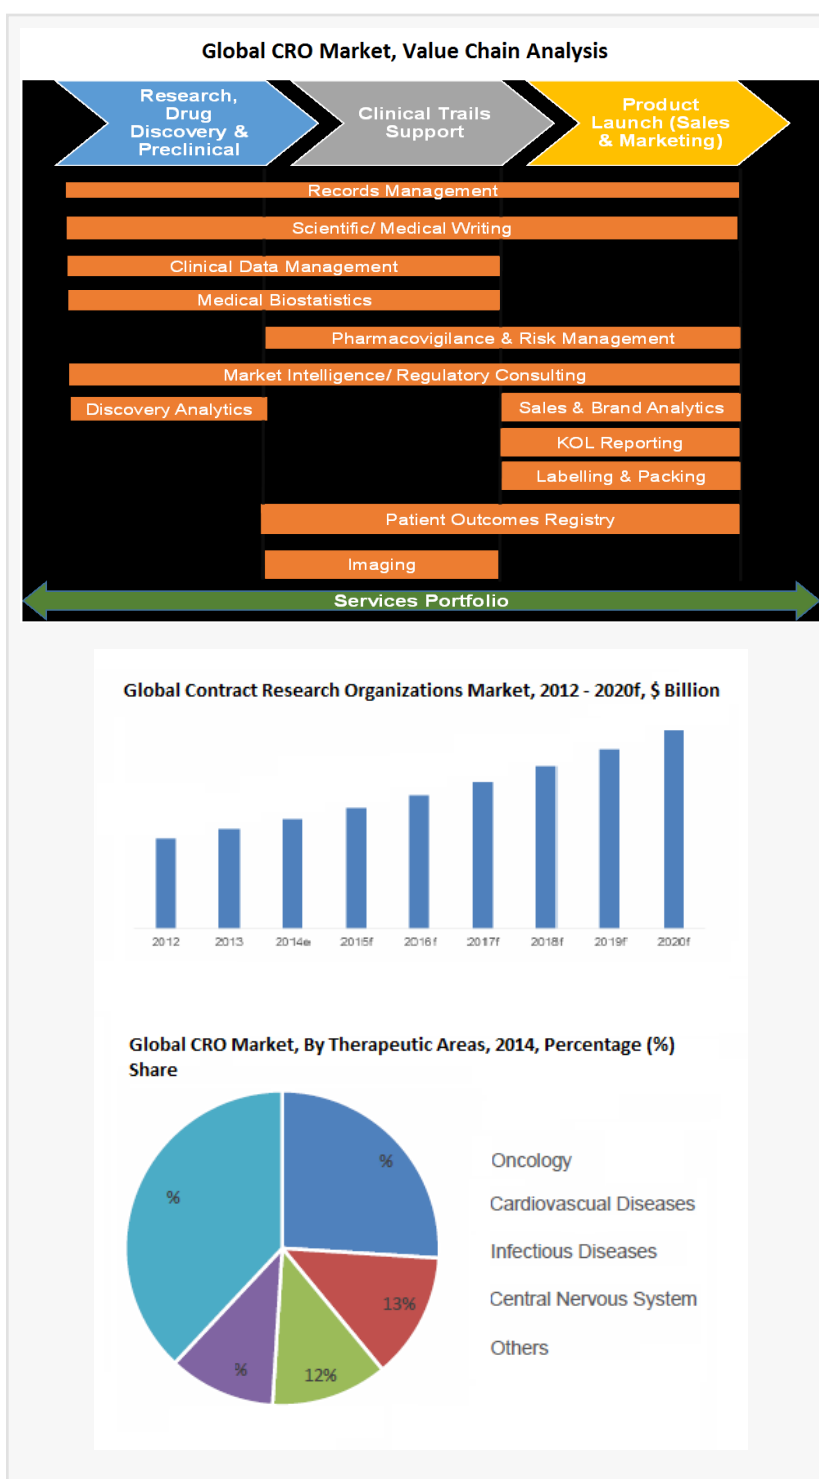 Global CRO Market, Value Chain Analysis
Research,
Drug
Discovery &
Preclinical
Clinical Trails
Support
Product
Launch (Sales
& Marketing)
Records Management
Scientific/ Medical Writing
Clinical Data Management
Medical Biostatistics
Pharmacovigilance & Risk Management
Market Intelligence/ Regulatory Consulting
Discovery Analytics
Sales & Brand Analytics
KOL Reporting
Labelling & Packing
Patient Outcomes Registry
Imaging
Services Portfolio
Global Contract Research Organizations Market, 2012 - 2020f, $ Billion
2012 2013 2014e 2015f 2016f 2017f 2018f 2019f 2020f
Global CRO Market, By Therapeutic Areas, 2014, Percentage (%)
Share
%
%
13%
12%
%
Oncology
Cardiovascual Diseases
Infectious Diseases
Central Nervous System
Others